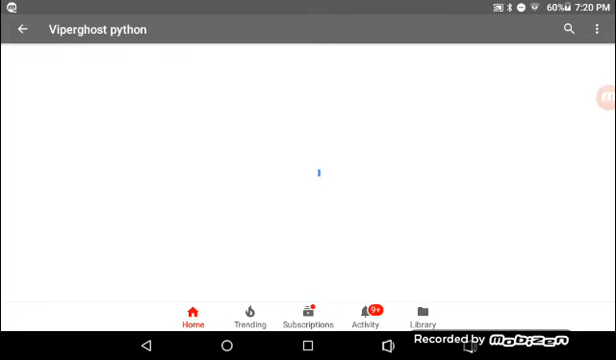 60% 7:20 PM
Viperghost python
9+
Home Trending Subscriptions Activity Library
Recorded by mobizen